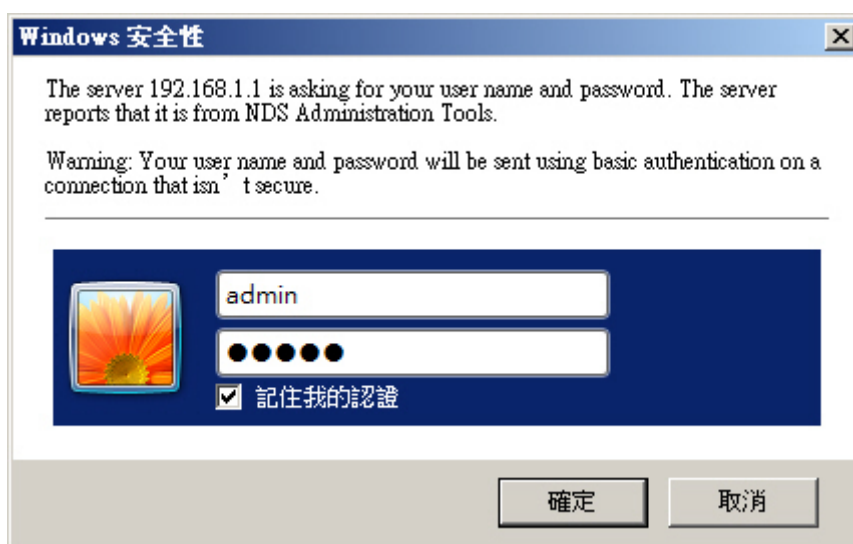 Windows 安全性
The server 192.168.1.1 is asking for your user name and password. The server
reports that it is from NDS Administration Tools.
Warning: Your user name and password will be sent using basic authentication on a
connection that isn’t secure.
admin
●●●●●
記住我的認證
確定 取消